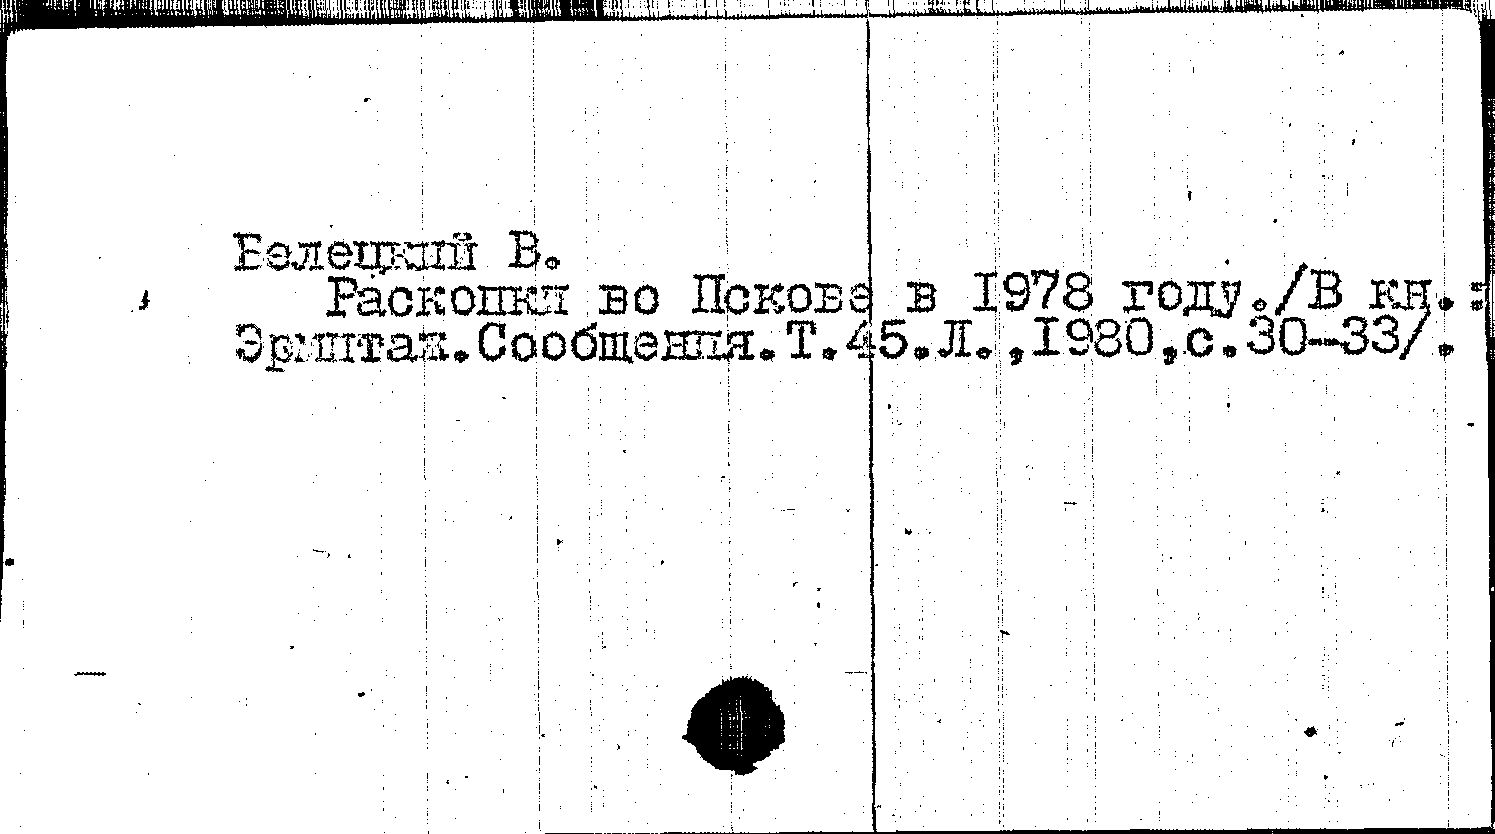 Белецкий В.
Раскопки во Пскове в 1978 году./В кн.:
Эрмитаж.Сообщения.Т.45.Л.,1980,с.30-33/.